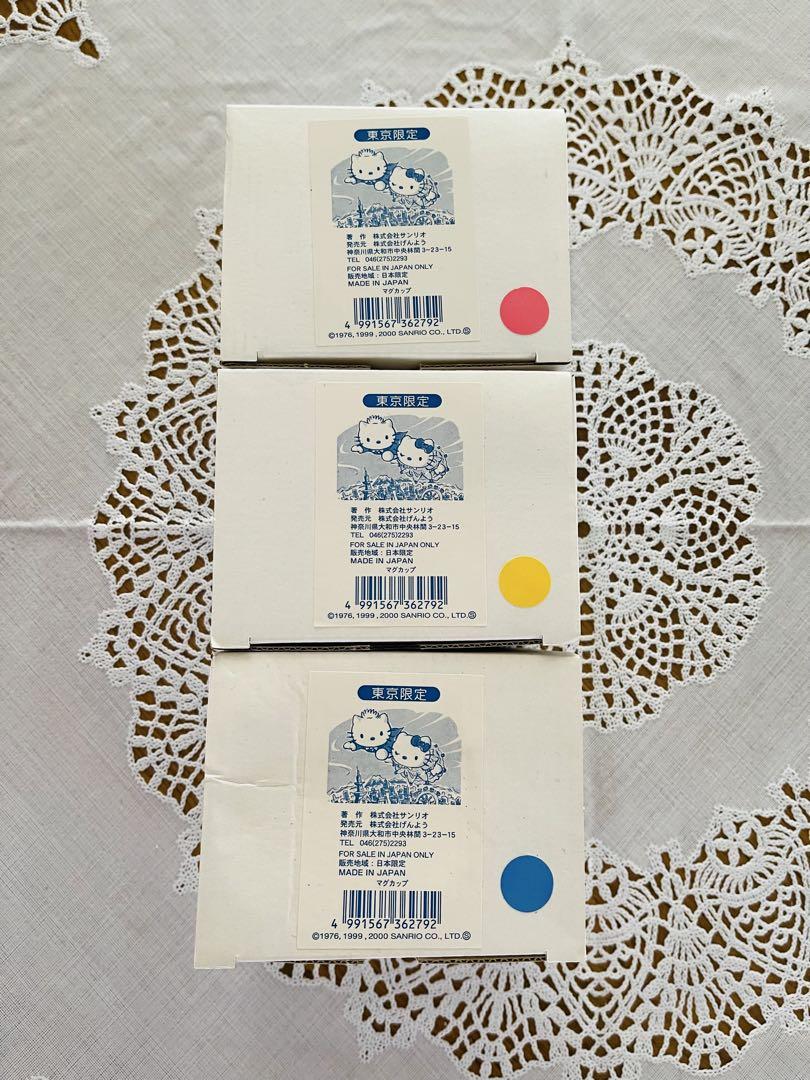 東京限定
著　作　株式会社サンリオ
発売元　株式会社げんよう
神奈川県大和市中央林間3-23-15
TEL 046(275)2293
FOR SALE IN JAPAN ONLY
販売地域：日本限定
MADE IN JAPAN
マグカップ
4 991567 362792
©1976, 1999, 2000 SANRIO CO., LTD.Ⓢ
東京限定
著　作　株式会社サンリオ
発売元　株式会社げんよう
神奈川県大和市中央林間3-23-15
TEL 046(275)2293
FOR SALE IN JAPAN ONLY
販売地域：日本限定
MADE IN JAPAN
マグカップ
4 991567 362792
©1976, 1999, 2000 SANRIO CO., LTD.Ⓢ
東京限定
著　作　株式会社サンリオ
発売元　株式会社げんよう
神奈川県大和市中央林間3-23-15
TEL 046(275)2293
FOR SALE IN JAPAN ONLY
販売地域：日本限定
MADE IN JAPAN
マグカップ
4 991567 362792
©1976, 1999, 2000 SANRIO CO., LTD.Ⓢ